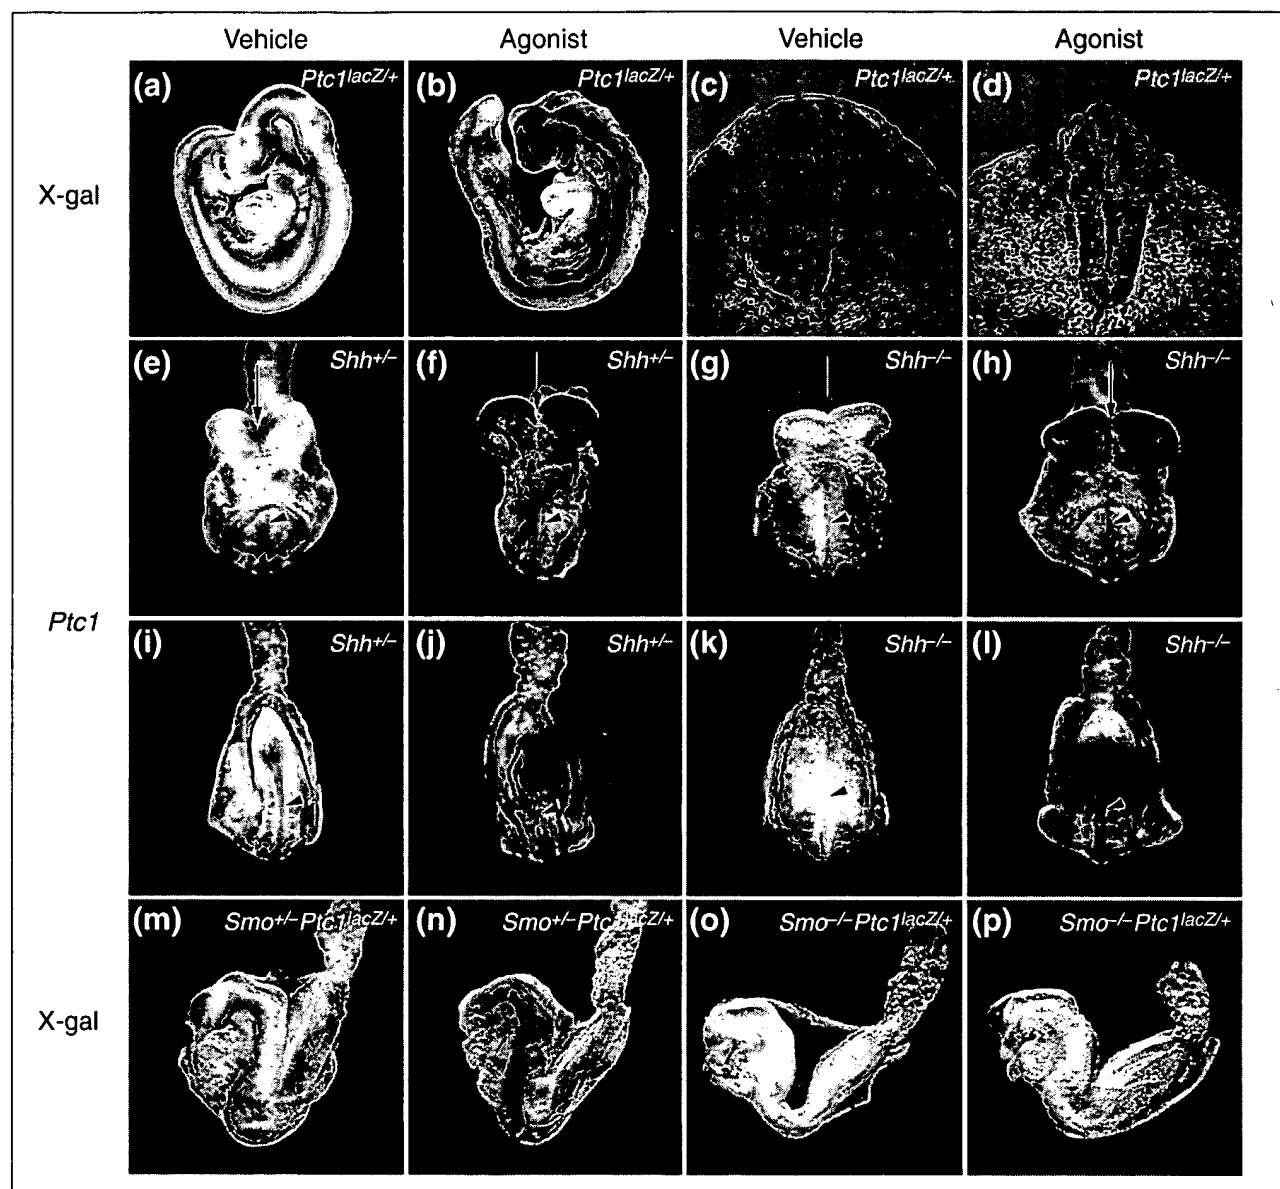 Vehicle Agonist Vehicle Agonist
X-gal
(a) Ptc1lacZ/+ (b) Ptc1lacZ/+ (c) Ptc1lacZ/+ (d) Ptc1lacZ/+
(e) Shh+/– (f) Shh+/– (g) Shh–/– (h) Shh–/–
Ptc1
(i) Shh+/– (j) Shh+/– (k) Shh–/– (l) Shh–/–
(m) Smo+/–Ptc1lacZ/+ (n) Smo+/–Ptc1lacZ/+ (o) Smo–/–Ptc1lacZ/+ (p) Smo–/–Ptc1lacZ/+
X-gal